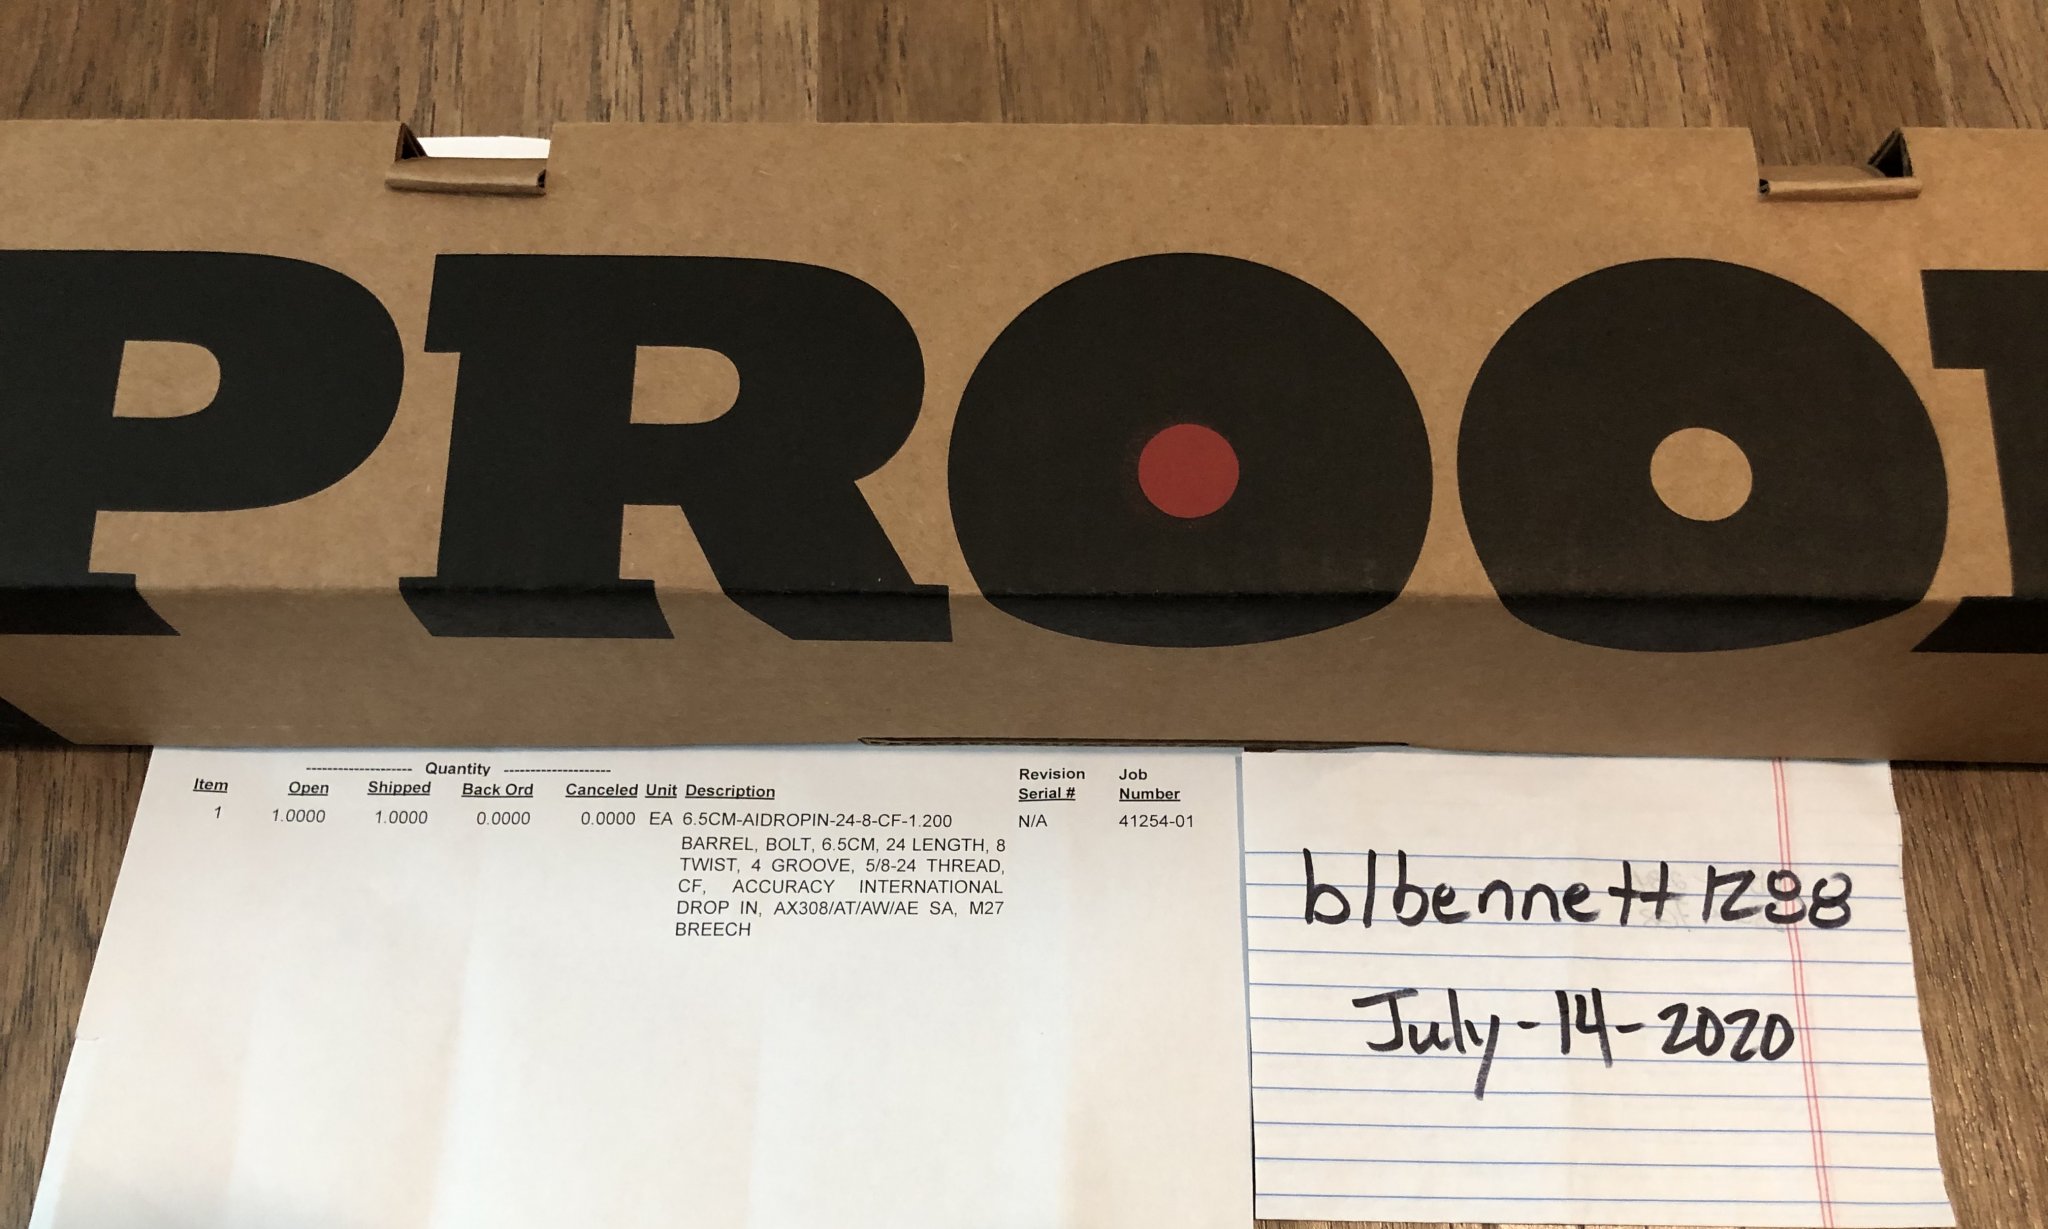 PROOF
Quantity
Item Open Shipped Back Ord Canceled Unit Description Revision Serial # Job Number
1 1.0000 1.0000 0.0000 0.0000 EA 6.5CM-AIDROPIN-24-8-CF-1.200 N/A 41254-01
BARREL, BOLT, 6.5CM, 24 LENGTH, 8
TWIST, 4 GROOVE, 5/8-24 THREAD,
CF, ACCURACY INTERNATIONAL
DROP IN, AX308/AT/AW/AE SA, M27
BREECH
blbennett1288
July-14-2020